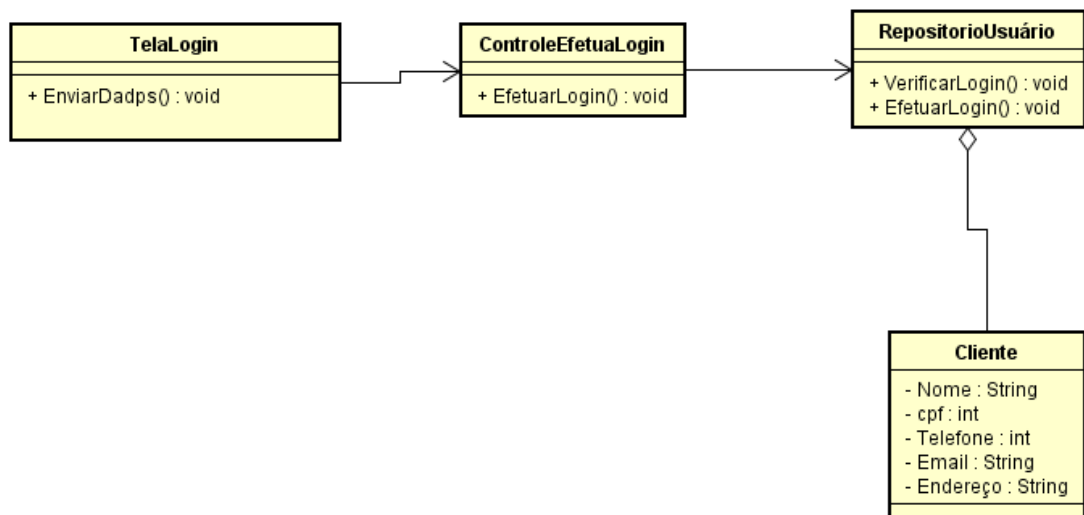 TelaLogin
+ EnviarDadps() : void
ControleEfetuaLogin
+ EfetuarLogin() : void
RepositorioUsuário
+ VerificarLogin() : void
+ EfetuarLogin() : void
Cliente
- Nome : String
- cpf : int
- Telefone : int
- Email : String
- Endereço : String